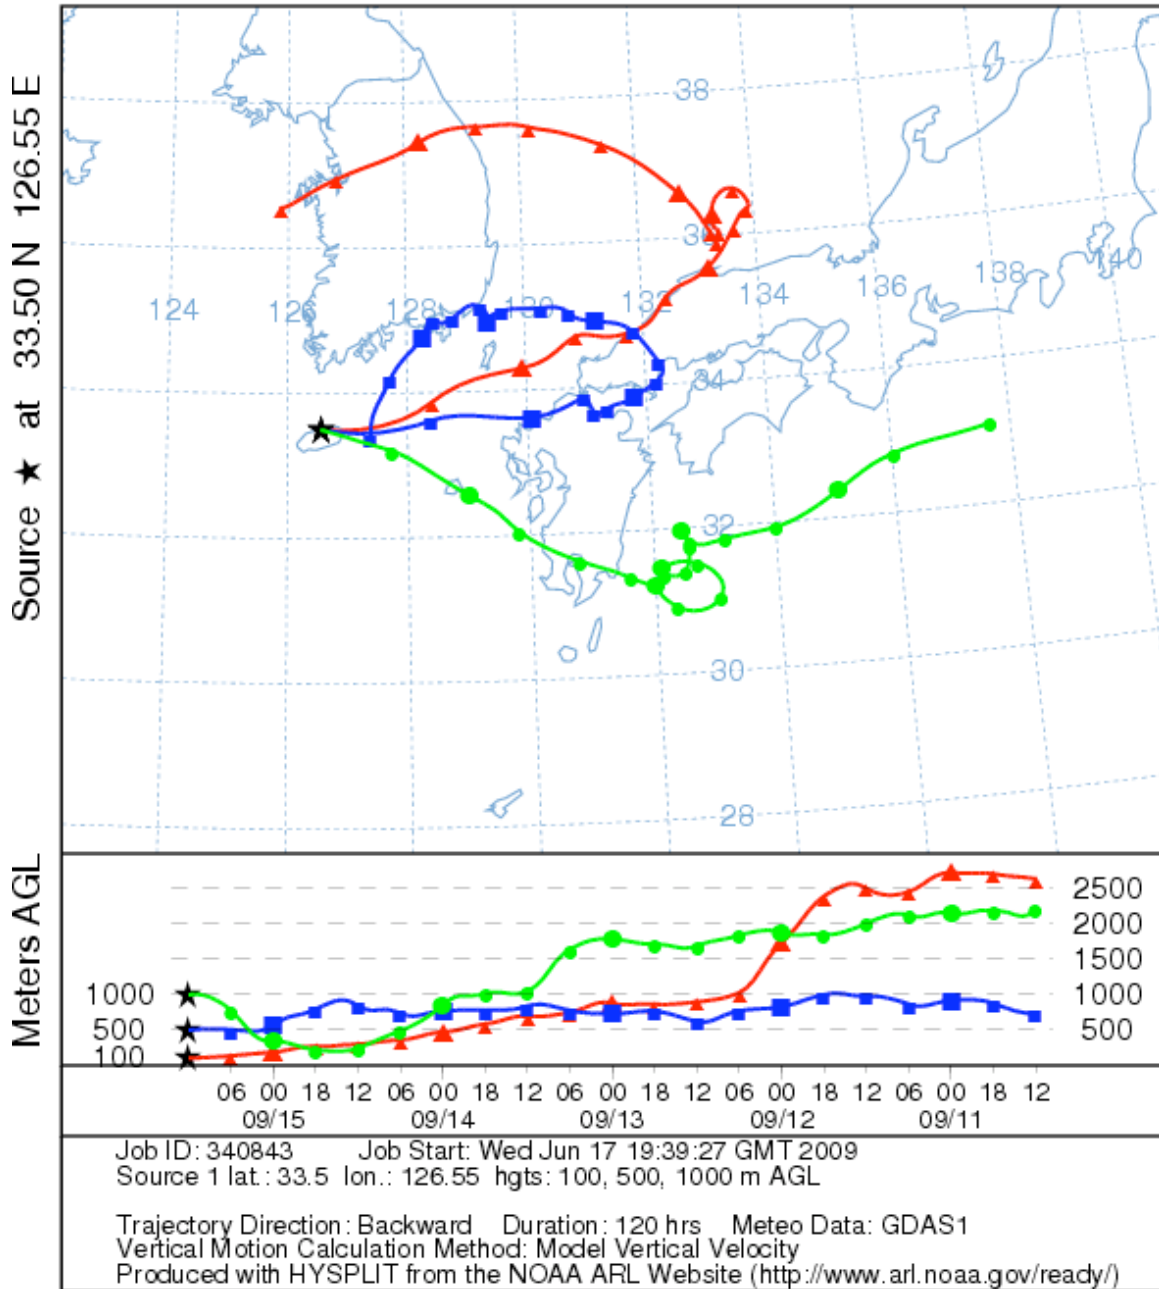 Source ★ at 33.50 N 126.55 E
38
36
124 126 128 130 132 134 136 138 140
34
32
30
28
Meters AGL
2500
2000
1500
1000 1000
500 500
100
06 00 18 12 06 00 18 12 06 00 18 12 06 00 18 12 06 00 18 12
09/15 09/14 09/13 09/12 09/11
Job ID: 340843 Job Start: Wed Jun 17 19:39:27 GMT 2009
Source 1 lat.: 33.5 lon.: 126.55 hgts: 100, 500, 1000 m AGL
Trajectory Direction: Backward Duration: 120 hrs Meteo Data: GDAS1
Vertical Motion Calculation Method: Model Vertical Velocity
Produced with HYSPLIT from the NOAA ARL Website (http://www.arl.noaa.gov/ready/)